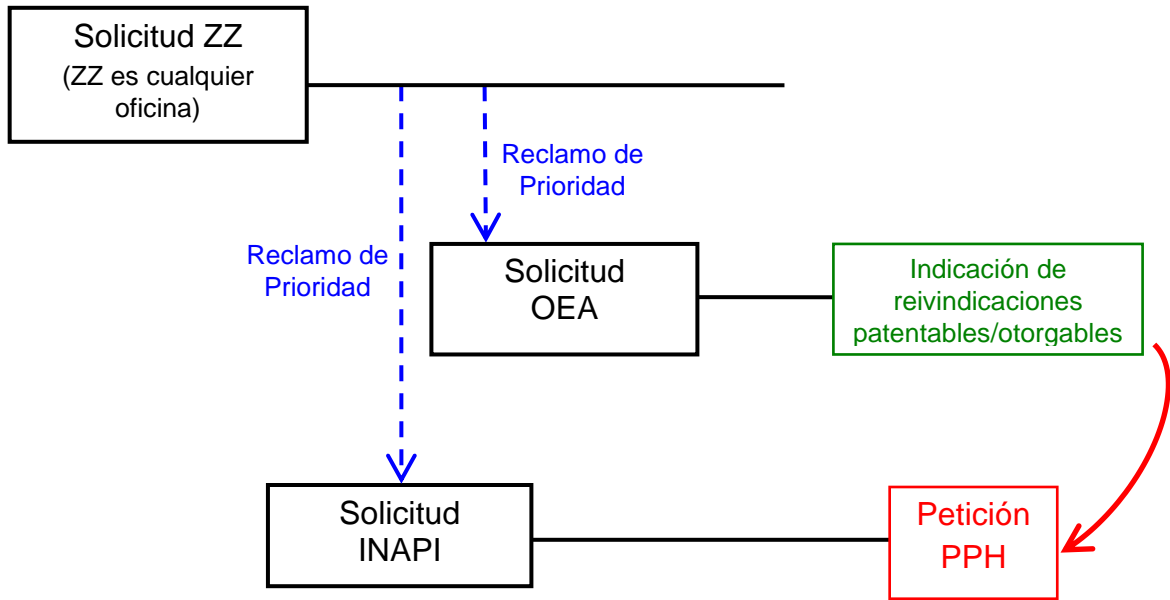 Solicitud ZZ
(ZZ es cualquier
oficina)
Reclamo de
Prioridad
Reclamo de
Prioridad
Solicitud
OEA
Indicación de
reivindicaciones
patentables/otorgables
Solicitud
INAPI
Petición
PPH